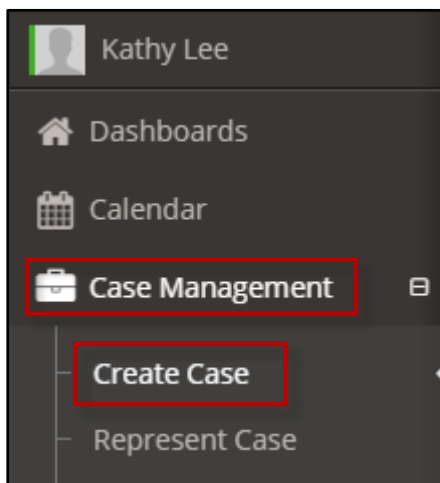 Kathy Lee
Dashboards
Calendar
Case Management
Create Case
Represent Case